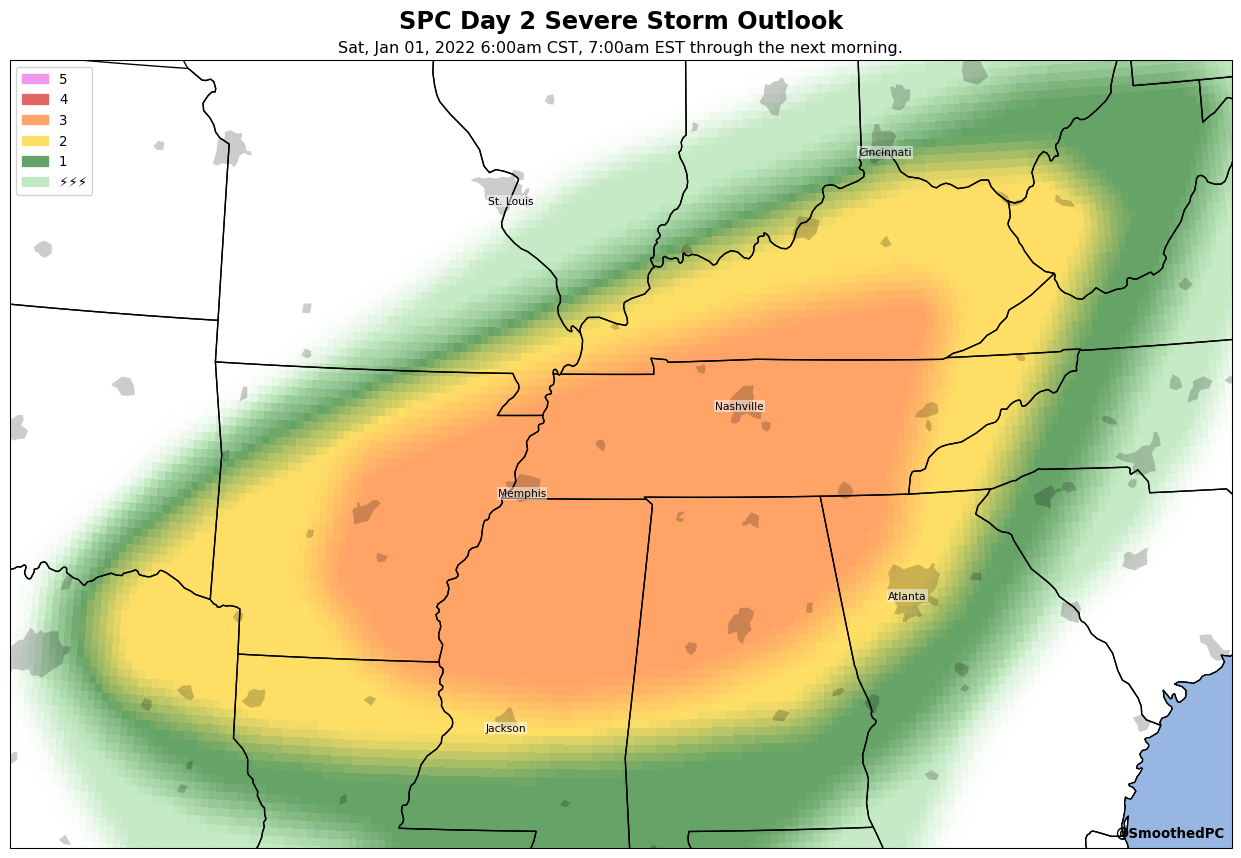 SPC Day 2 Severe Storm Outlook
Sat, Jan 01, 2022 6:00am CST, 7:00am EST through the next morning.
5
4
3
2
1
⚡⚡⚡
Cincinnati
St. Louis
Nashville
Memphis
Atlanta
Jackson
@SmoothedPC